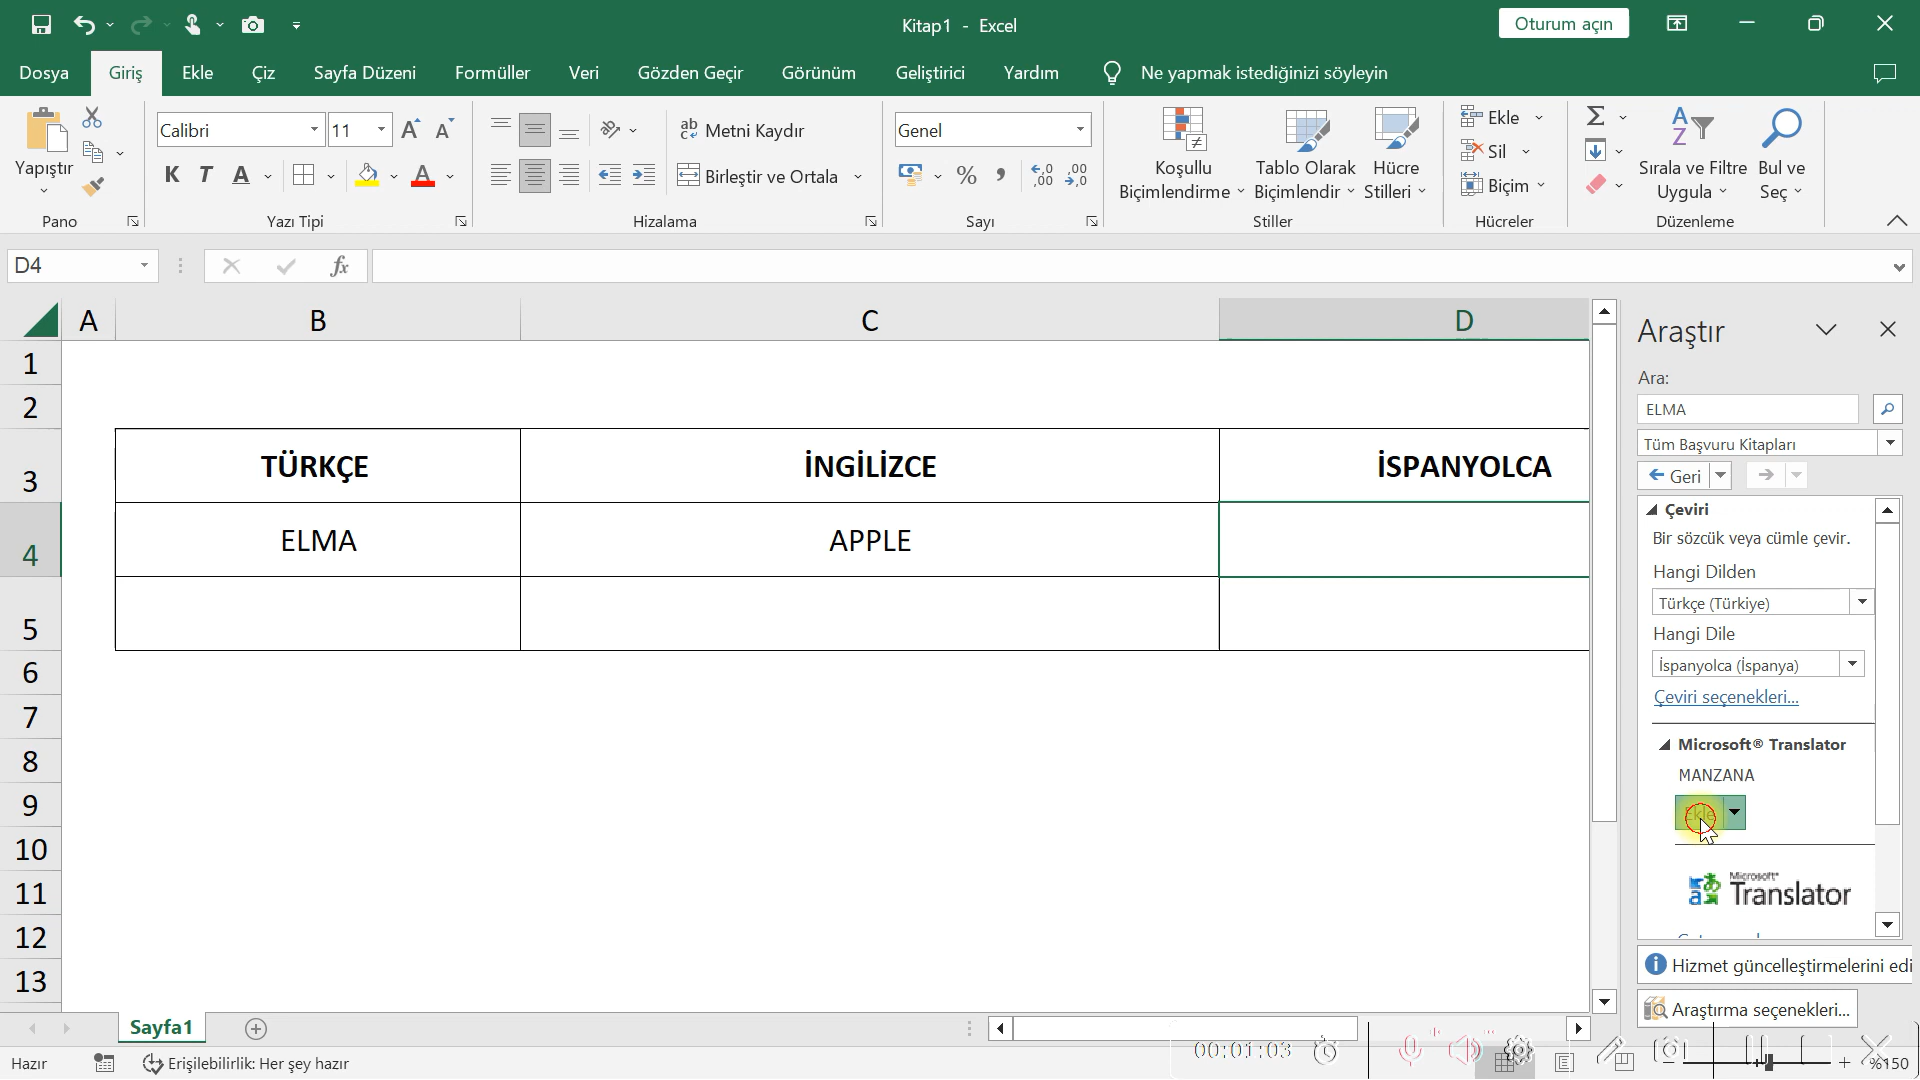 Kitap1 - Excel
Oturum açın
Dosya
Giriş
Ekle
Çiz
Sayfa Düzeni
Formüller
Veri
Gözden Geçir
Görünüm
Geliştirici
Yardım
Ne yapmak istediğinizi söyleyin
Yapıştır
Pano
Calibri
11
K T A
Yazı Tipi
Metni Kaydır
Birleştir ve Ortala
Hizalama
Genel
Sayı
Koşullu
Biçimlendirme
Tablo Olarak
Biçimlendir
Hücre
Stilleri
Stiller
Ekle
Sil
Biçim
Hücreler
Sırala ve Filtre
Uygula
Bul ve
Seç
Düzenleme
D4
fx
A B C D
1
2
3 TÜRKÇE İNGİLİZCE İSPANYOLCA
4 ELMA APPLE
5
6
7
8
9
10
11
12
13
Araştır
Ara:
ELMA
Tüm Başvuru Kitapları
Geri
Çeviri
Bir sözcük veya cümle çevir.
Hangi Dilden
Türkçe (Türkiye)
Hangi Dile
İspanyolca (İspanya)
Çeviri seçenekleri...
Microsoft® Translator
MANZANA
Ekle
Microsoft®
Translator
Hizmet güncelleştirmelerini edi
Araştırma seçenekleri...
Sayfa1
Hazır
Erişilebilirlik: Her şey hazır
00:01:03
%150